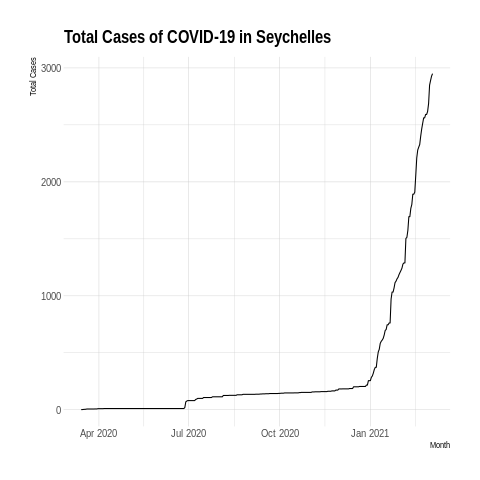 Total Cases of COVID-19 in Seychelles
Total Cases
3000
2000
1000
0
Apr 2020
Jul 2020
Oct 2020
Jan 2021
Month